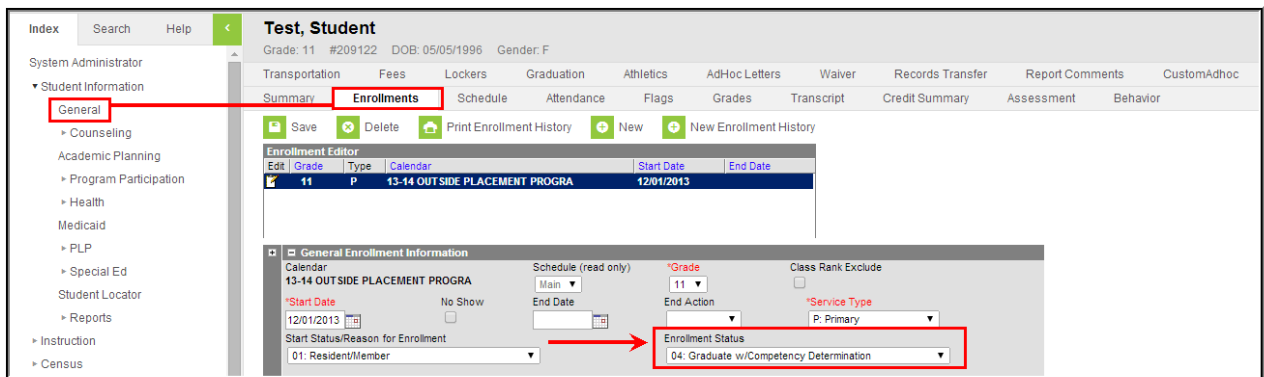 Index Search Help
System Administrator
Student Information
General
Counseling
Academic Planning
Program Participation
Health
Medicaid
PLP
Special Ed
Student Locator
Reports
Instruction
Census
Test, Student
Grade: 11 #209122 DOB: 05/05/1996 Gender: F
Transportation Fees Lockers Graduation Athletics AdHoc Letters Waiver Records Transfer Report Comments CustomAdhoc
Summary Enrollments Schedule Attendance Flags Grades Transcript Credit Summary Assessment Behavior
Save Delete Print Enrollment History New New Enrollment History
Enrollment Editor
Edit Grade Type Calendar Start Date End Date
11 P 13-14 OUTSIDE PLACEMENT PROGRA 12/01/2013
General Enrollment Information
Calendar Schedule (read only) *Grade Class Rank Exclude
13-14 OUTSIDE PLACEMENT PROGRA Main 11
*Start Date No Show End Date End Action *Service Type
12/01/2013 P: Primary
Start Status/Reason for Enrollment Enrollment Status
01: Resident/Member 04: Graduate w/Competency Determination